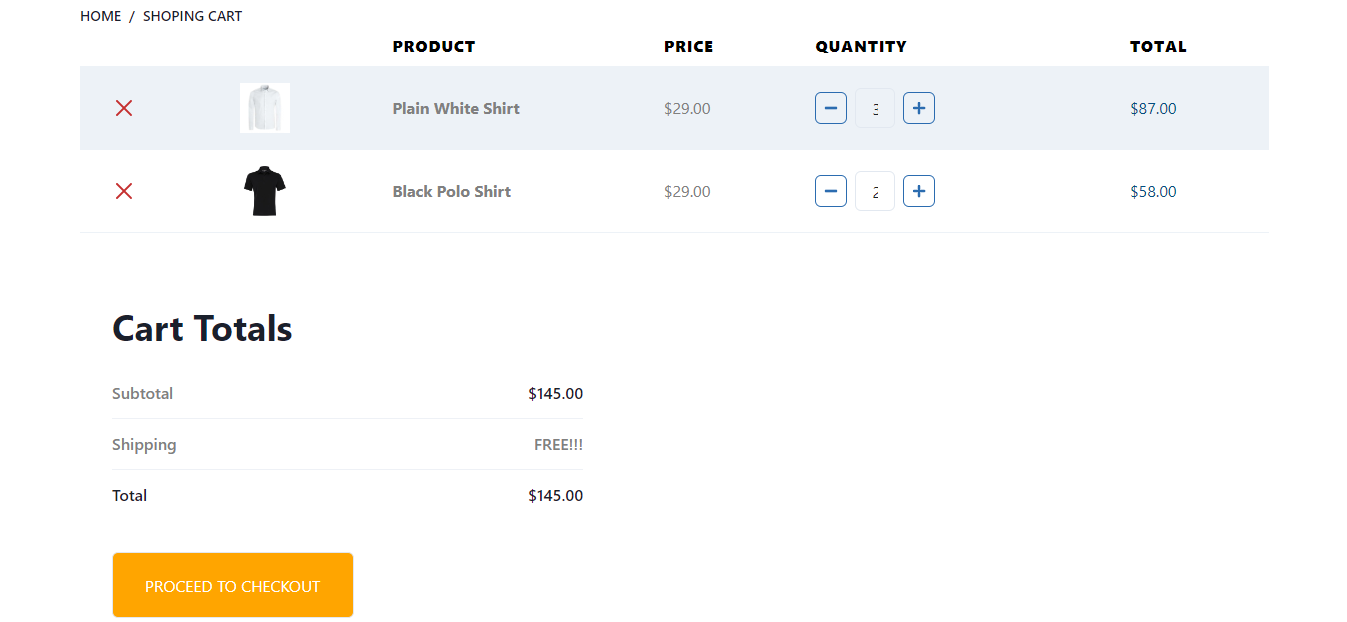 HOME / SHOPING CART
PRODUCT PRICE QUANTITY TOTAL
Plain White Shirt $29.00 − 3 + $87.00
Black Polo Shirt $29.00 − 2 + $58.00
Cart Totals
Subtotal $145.00
Shipping FREE!!!
Total $145.00
PROCEED TO CHECKOUT